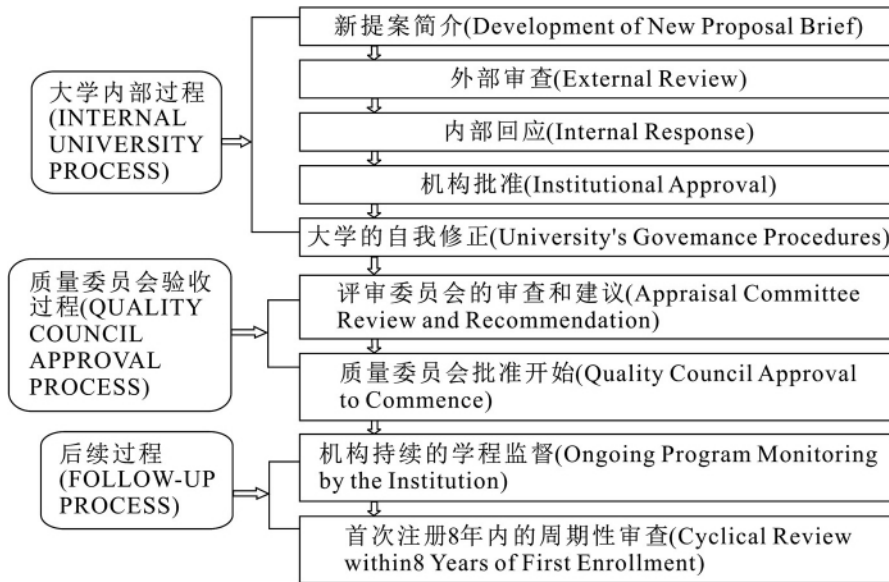 新提案简介(Development of New Proposal Brief)
外部审查(External Review)
大学内部过程
(INTERNAL
UNIVERSITY
PROCESS)
内部回应(Internal Response)
机构批准(Institutional Approval)
大学的自我修正(University's Govemance Procedures)
质量委员会验收
过程(QUALITY
COUNCIL
APPROVAL
PROCESS)
评审委员会的审查和建议(Appraisal Committee
Review and Recommendation)
质量委员会批准开始(Quality Council Approval
to Commence)
后续过程
(FOLLOW-UP
PROCESS)
机构持续的学程监督(Ongoing Program Monitoring
by the Institution)
首次注册8年内的周期性审查(Cyclical Review
within8 Years of First Enrollment)